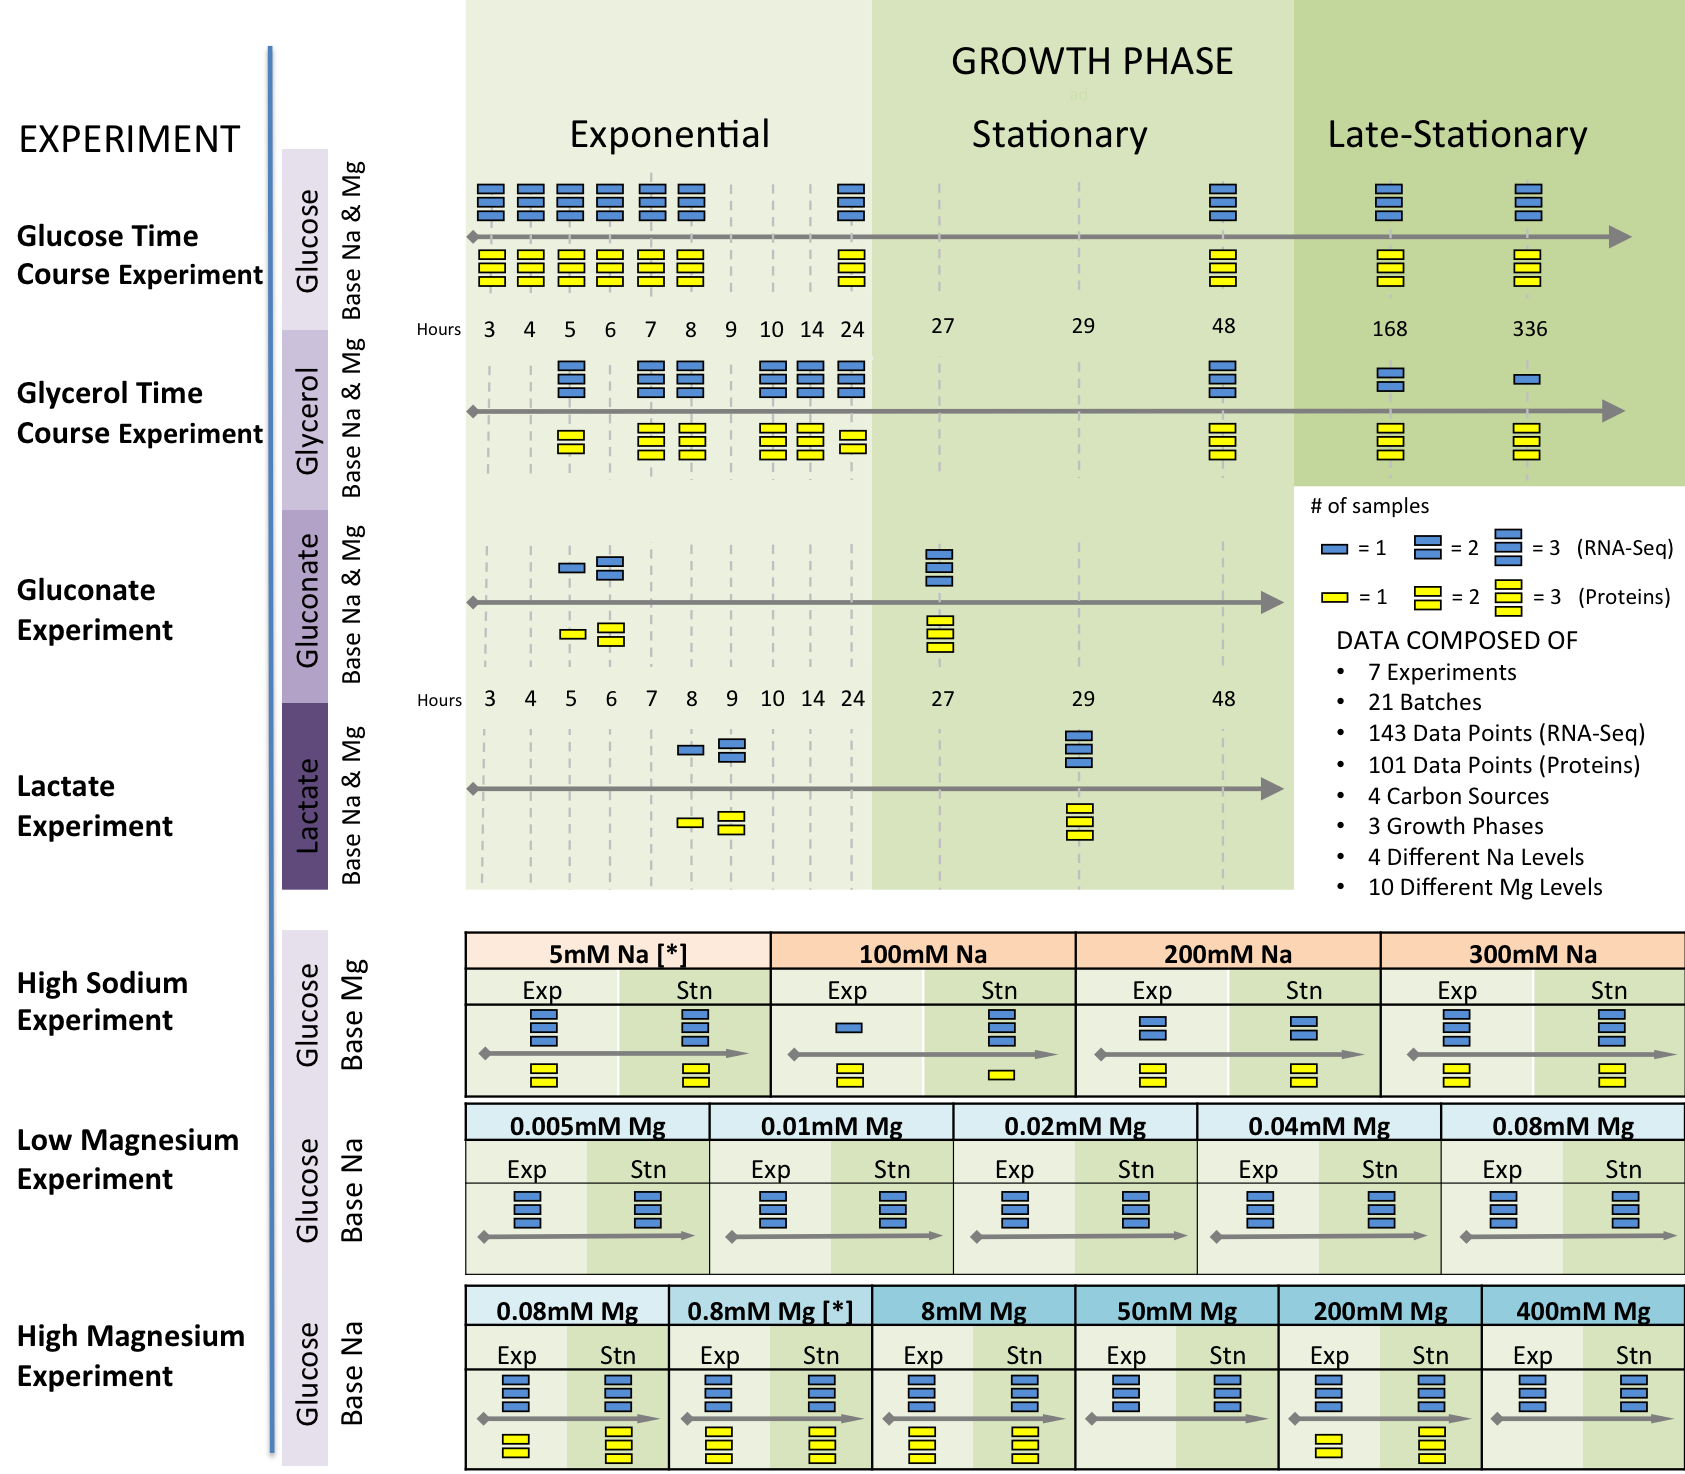 GROWTH PHASE
ad
EXPERIMENT
Exponential
Stationary
Late-Stationary
Glucose Time
Course Experiment
Glucose
Base Na & Mg
Hours 3 4 5 6 7 8 9 10 14 24 27 29 48 168 336
Glycerol Time
Course Experiment
Glycerol
Base Na & Mg
Gluconate
Experiment
Gluconate
Base Na & Mg
# of samples
= 1 = 2 = 3 (RNA-Seq)
= 1 = 2 = 3 (Proteins)
Hours 3 4 5 6 7 8 9 10 14 24 27 29 48
Lactate
Experiment
Lactate
Base Na & Mg
DATA COMPOSED OF
• 7 Experiments
• 21 Batches
• 143 Data Points (RNA-Seq)
• 101 Data Points (Proteins)
• 4 Carbon Sources
• 3 Growth Phases
• 4 Different Na Levels
• 10 Different Mg Levels
High Sodium
Experiment
Glucose
Base Mg
5mM Na [*] 100mM Na 200mM Na 300mM Na
Exp Stn Exp Stn Exp Stn Exp Stn
Low Magnesium
Experiment
Glucose
Base Na
0.005mM Mg 0.01mM Mg 0.02mM Mg 0.04mM Mg 0.08mM Mg
Exp Stn Exp Stn Exp Stn Exp Stn Exp Stn
High Magnesium
Experiment
Glucose
Base Na
0.08mM Mg 0.8mM Mg [*] 8mM Mg 50mM Mg 200mM Mg 400mM Mg
Exp Stn Exp Stn Exp Stn Exp Stn Exp Stn Exp Stn